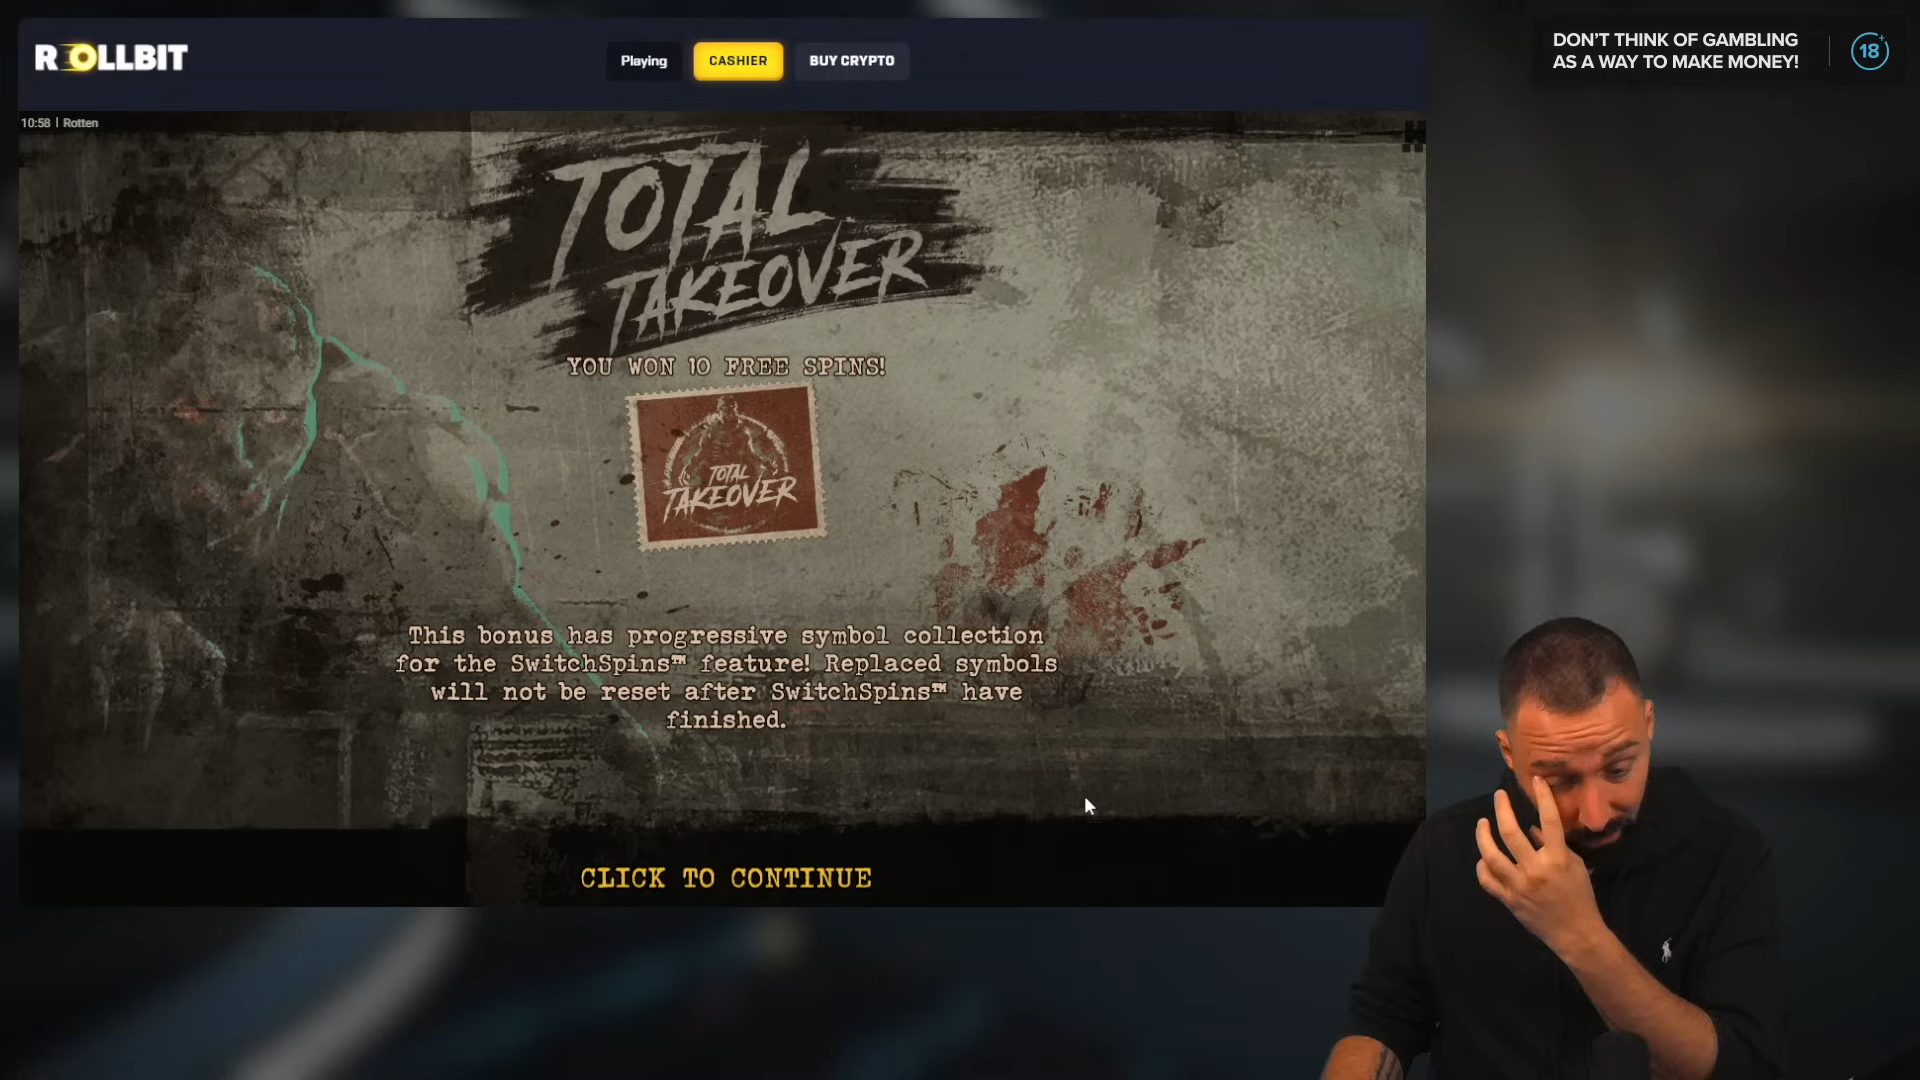 ROLLBIT
Playing
CASHIER
BUY CRYPTO
DON'T THINK OF GAMBLING
AS A WAY TO MAKE MONEY!
18+
10:58 | Rotten
TOTAL
TAKEOVER
YOU WON 10 FREE SPINS!
TOTAL
TAKEOVER
This bonus has progressive symbol collection
for the SwitchSpins™ feature! Replaced symbols
will not be reset after SwitchSpins™ have
finished.
CLICK TO CONTINUE